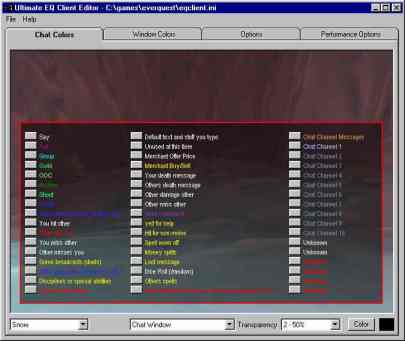 Ultimate EQ Client Editor - C:\games\everquest\eqclient.ini
File Help
Chat Colors
Window Colors
Options
Performance Options
Say
Tell
Group
Guild
OOC
Auction
Shout
You hit other
You miss other
Other misses you
Some broadcasts (duels)
Disciplines or special abilities
Default text and stuff you type
Unused at this time
Merchant Offer Price
Merchant Buy/Sell
Your death message
Others death message
Other damage other
Other miss other
Yell for help
Hit for non-melee
Spell worn off
Money splits
Loot message
Dice Roll (/random)
Others spells
Chat Channel Messages
Chat Channel 1
Chat Channel 2
Chat Channel 3
Chat Channel 4
Chat Channel 5
Chat Channel 6
Chat Channel 7
Chat Channel 8
Chat Channel 9
Chat Channel 10
Unknown
Unknown
Snow
Chat Window
Transparency
2 - 50%
Color